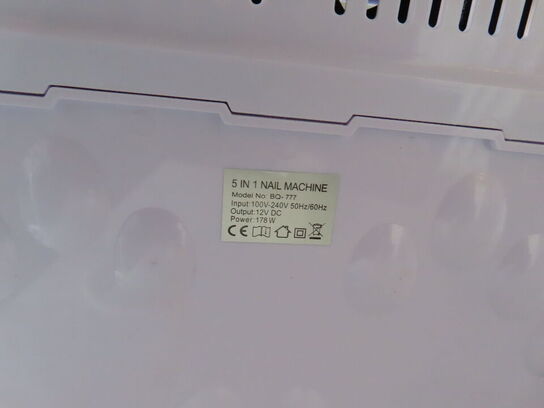 5 IN 1 NAIL MACHINE
Model No: BQ-777
Input:100V-240V 50Hz/60Hz
Output:12V DC
Power: 178W
CE